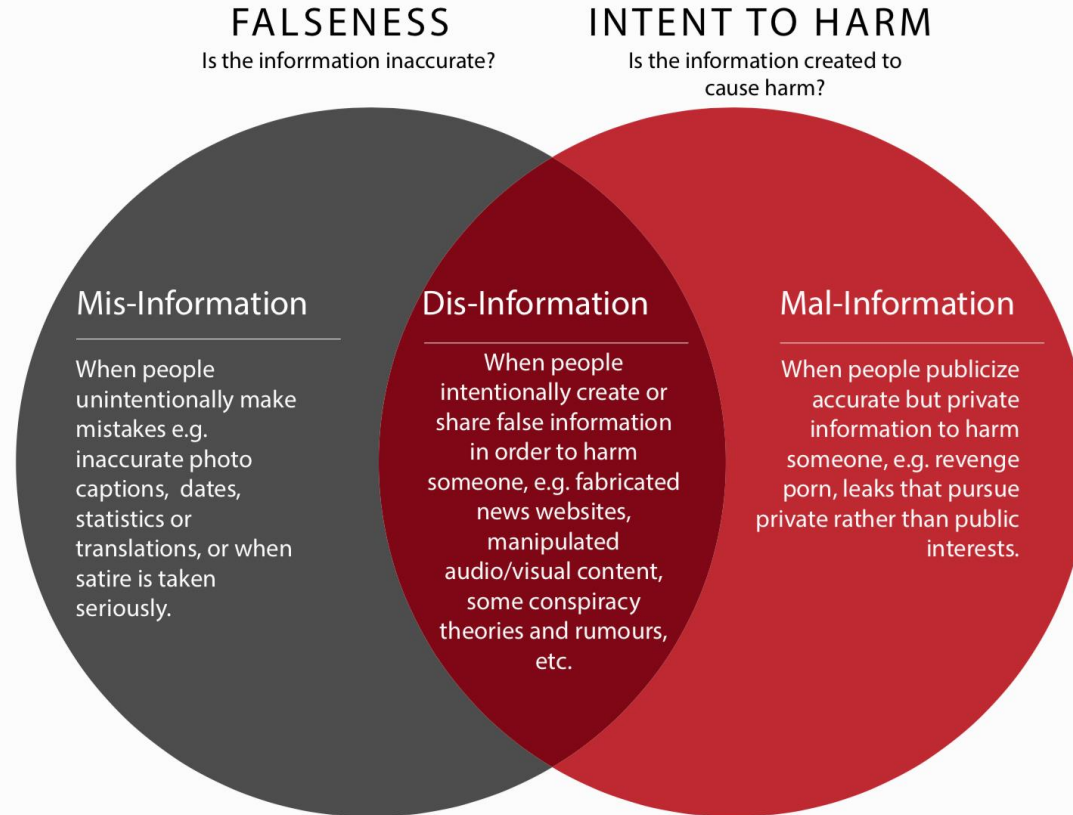 FALSENESS
Is the inforrmation inaccurate?
INTENT TO HARM
Is the information created to
cause harm?
Mis-Information
When people
unintentionally make
mistakes e.g.
inaccurate photo
captions, dates,
statistics or
translations, or when
satire is taken
seriously.
Dis-Information
When people
intentionally create or
share false information
in order to harm
someone, e.g. fabricated
news websites,
manipulated
audio/visual content,
some conspiracy
theories and rumours,
etc.
Mal-Information
When people publicize
accurate but private
information to harm
someone, e.g. revenge
porn, leaks that pursue
private rather than public
interests.